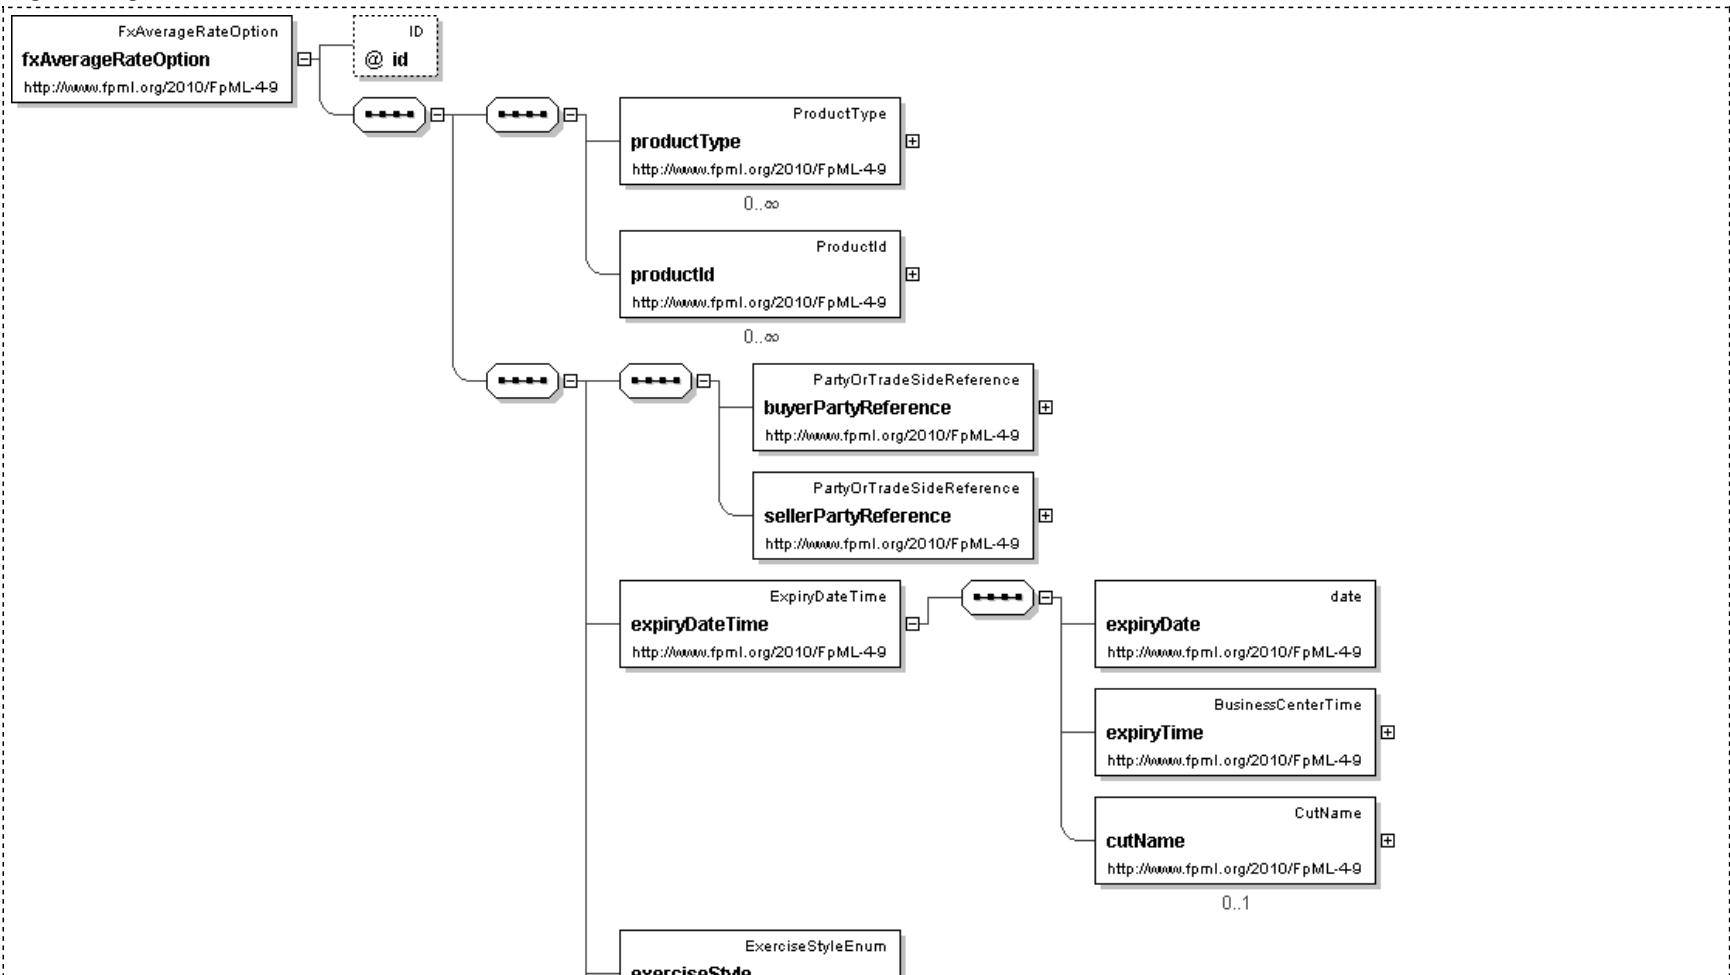 FxAverageRateOption
fxAverageRateOption
http://www.fpml.org/2010/FpML-4-9
ID
@ id
ProductType
productType
http://www.fpml.org/2010/FpML-4-9
0..∞
ProductId
productId
http://www.fpml.org/2010/FpML-4-9
0..∞
PartyOrTradeSideReference
buyerPartyReference
http://www.fpml.org/2010/FpML-4-9
PartyOrTradeSideReference
sellerPartyReference
http://www.fpml.org/2010/FpML-4-9
ExpiryDateTime
expiryDateTime
http://www.fpml.org/2010/FpML-4-9
date
expiryDate
http://www.fpml.org/2010/FpML-4-9
BusinessCenterTime
expiryTime
http://www.fpml.org/2010/FpML-4-9
CutName
cutName
http://www.fpml.org/2010/FpML-4-9
0..1
ExerciseStyleEnum
exerciseStyle